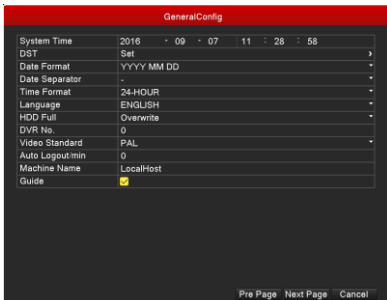 GeneralConfig
System Time 2016 - 09 - 07 11 : 28 : 58
DST Set
Date Format YYYY MM DD
Date Separator -
Time Format 24-HOUR
Language ENGLISH
HDD Full Overwrite
DVR No. 0
Video Standard PAL
Auto Logout/min 0
Machine Name LocalHost
Guide
Pre Page Next Page Cancel